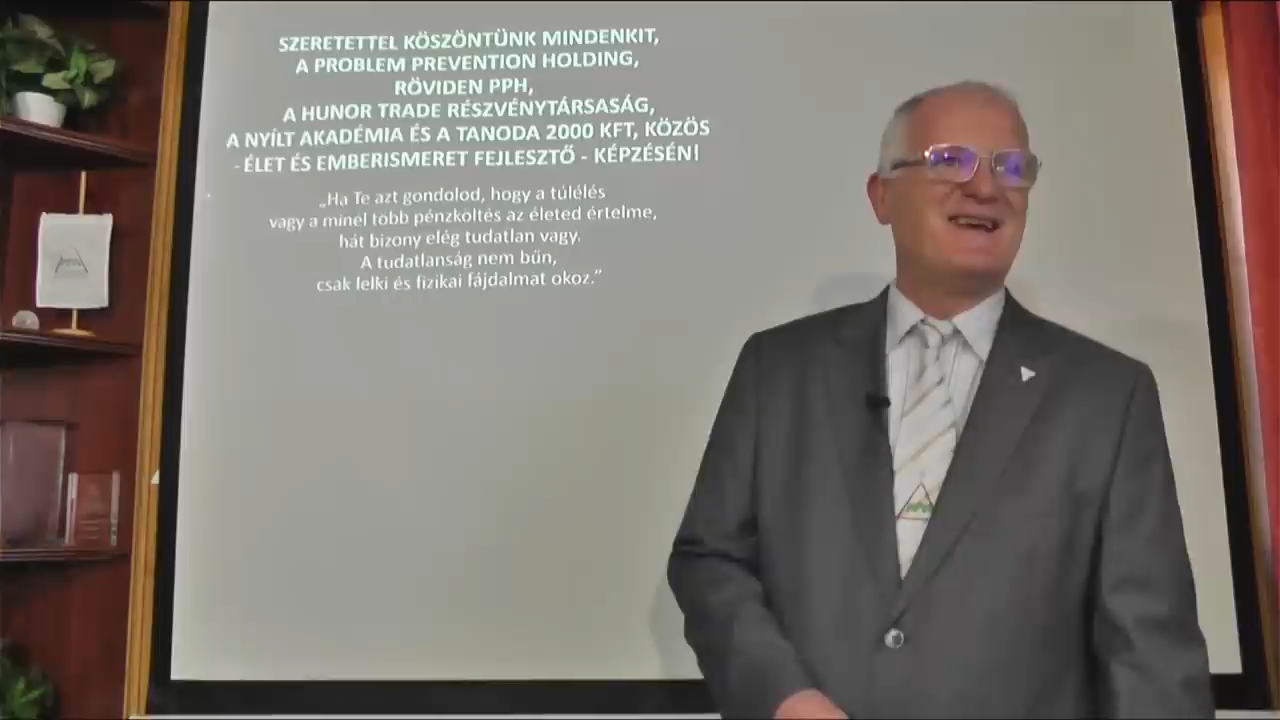 SZERETETTEL KÖSZÖNTÜNK MINDENKIT,
A PROBLEM PREVENTION HOLDING,
RÖVIDEN PPH,
A HUNOR TRADE RÉSZVÉNYTÁRSASÁG,
A NYÍLT AKADÉMIA ÉS A TANODA 2000 KFT, KÖZÖS
- ÉLET ÉS EMBERISMERET FEJLESZTŐ - KÉPZÉSÉN!
„Ha Te azt gondolod, hogy a túlélés
vagy a minél több pénzköltés az életed értelme,
hát bizony elég tudatlan vagy.
A tudatlanság nem bűn,
csak lelki és fizikai fájdalmat okoz.”